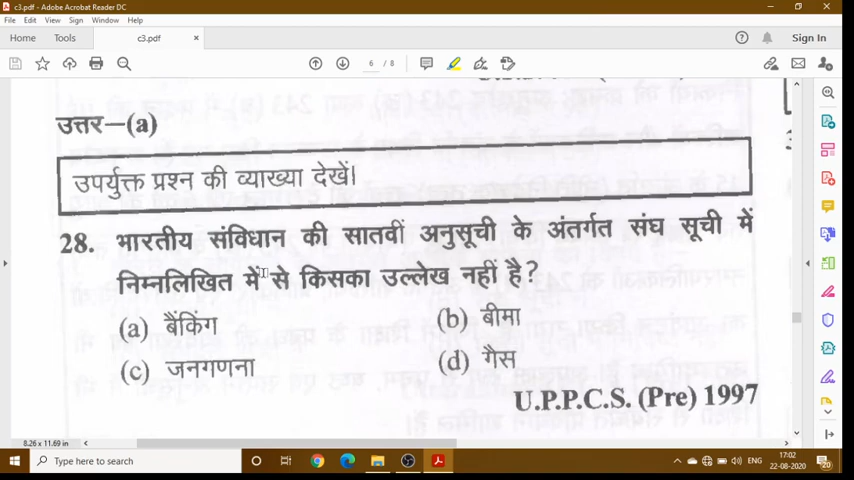 c3.pdf - Adobe Acrobat Reader DC
File Edit View Sign Window Help
Home Tools c3.pdf × Sign In
6 / 8
उत्तर—(a)
उपर्युक्त प्रश्न की व्याख्या देखें।
28. भारतीय संविधान की सातवीं अनुसूची के अंतर्गत संघ सूची में
निम्नलिखित में से किसका उल्लेख नहीं है?
(a) बैंकिंग (b) बीमा
(c) जनगणना (d) गैस
U.P.P.C.S. (Pre) 1997
8.26 x 11.69 in
Type here to search
ENG
17:02
22-08-2020
20